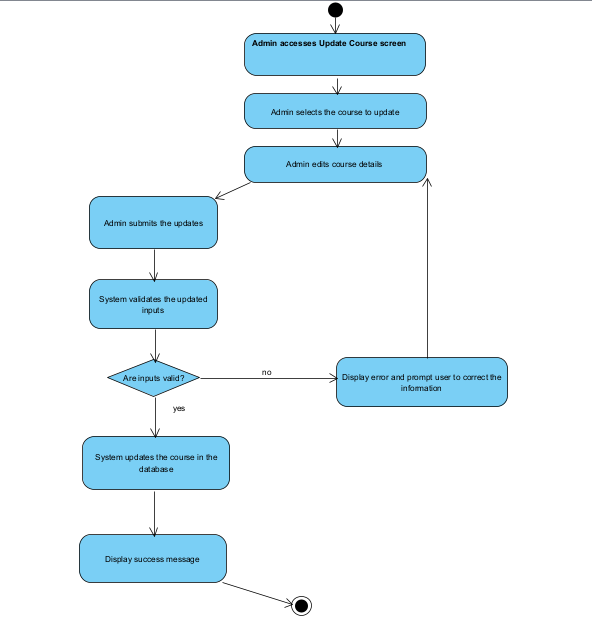 Admin accesses Update Course screen
Admin selects the course to update
Admin edits course details
Admin submits the updates
System validates the updated
inputs
Are inputs valid?
no
Display error and prompt user to correct the
information
yes
System updates the course in the
database
Display success message